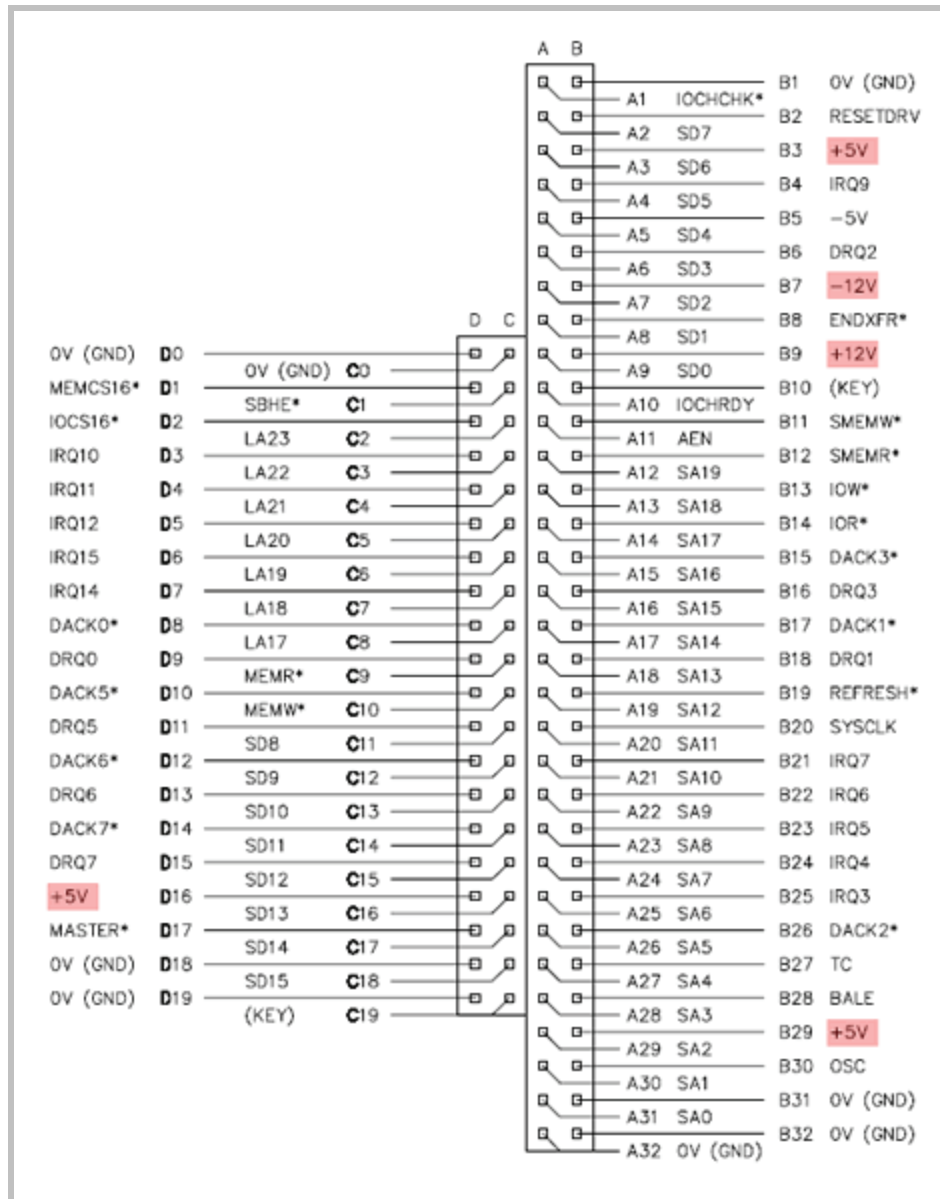 A B
B1 0V (GND)
A1 IOCHCHK*
B2 RESETDRV
A2 SD7
B3 +5V
A3 SD6
B4 IRQ9
A4 SD5
B5 -5V
A5 SD4
B6 DRQ2
A6 SD3
B7 -12V
A7 SD2
D C
B8 ENDXFR*
A8 SD1
0V (GND) D0
B9 +12V
0V (GND) C0
A9 SD0
MEMCS16* D1
B10 (KEY)
SBHE* C1
A10 IOCHRDY
IOCS16* D2
B11 SMEMW*
LA23 C2
A11 AEN
IRQ10 D3
B12 SMEMR*
LA22 C3
A12 SA19
IRQ11 D4
B13 IOW*
LA21 C4
A13 SA18
IRQ12 D5
B14 IOR*
LA20 C5
A14 SA17
IRQ15 D6
B15 DACK3*
LA19 C6
A15 SA16
IRQ14 D7
B16 DRQ3
LA18 C7
A16 SA15
DACK0* D8
B17 DACK1*
LA17 C8
A17 SA14
DRQ0 D9
B18 DRQ1
MEMR* C9
A18 SA13
DACK5* D10
B19 REFRESH*
MEMW* C10
A19 SA12
DRQ5 D11
B20 SYSCLK
SD8 C11
A20 SA11
DACK6* D12
B21 IRQ7
SD9 C12
A21 SA10
DRQ6 D13
B22 IRQ6
SD10 C13
A22 SA9
DACK7* D14
B23 IRQ5
SD11 C14
A23 SA8
DRQ7 D15
B24 IRQ4
SD12 C15
A24 SA7
+5V D16
B25 IRQ3
SD13 C16
A25 SA6
MASTER* D17
B26 DACK2*
SD14 C17
A26 SA5
0V (GND) D18
B27 TC
SD15 C18
A27 SA4
0V (GND) D19
B28 BALE
(KEY) C19
A28 SA3
B29 +5V
A29 SA2
B30 OSC
A30 SA1
B31 0V (GND)
A31 SA0
B32 0V (GND)
A32 0V (GND)